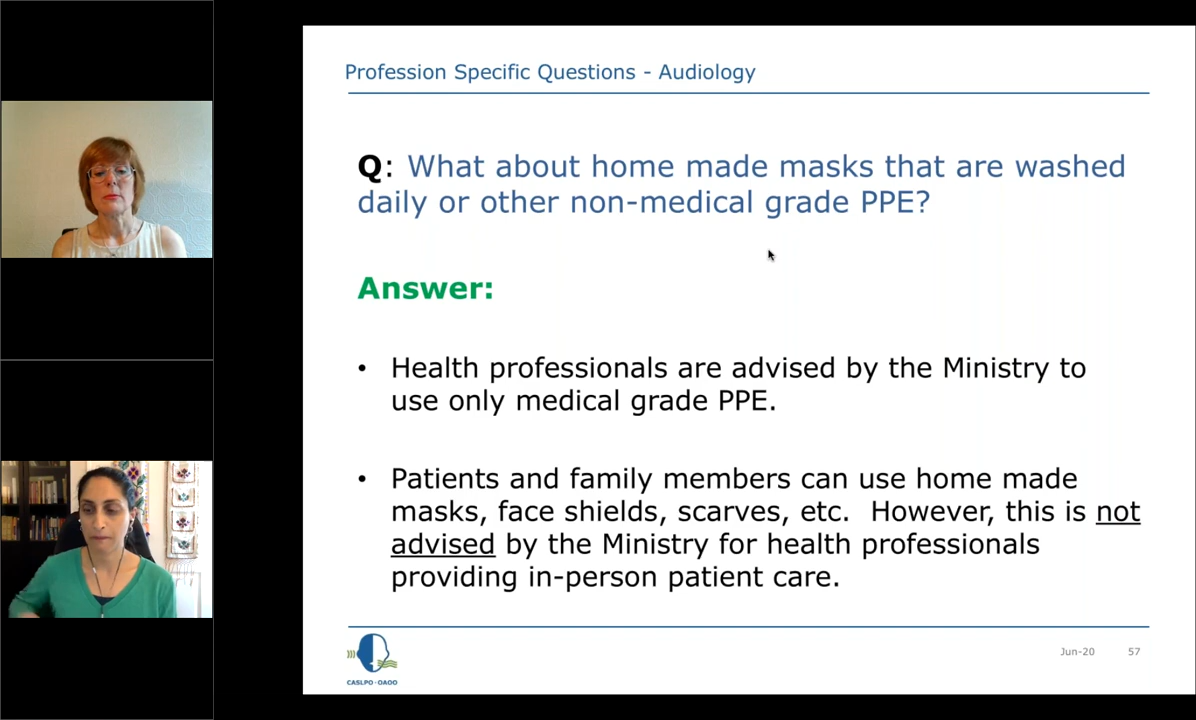 Profession Specific Questions - Audiology
Q: What about home made masks that are washed
daily or other non-medical grade PPE?
Answer:
• Health professionals are advised by the Ministry to
use only medical grade PPE.
• Patients and family members can use home made
masks, face shields, scarves, etc. However, this is not
advised by the Ministry for health professionals
providing in-person patient care.
CASLPO · OAOO
Jun-20 57